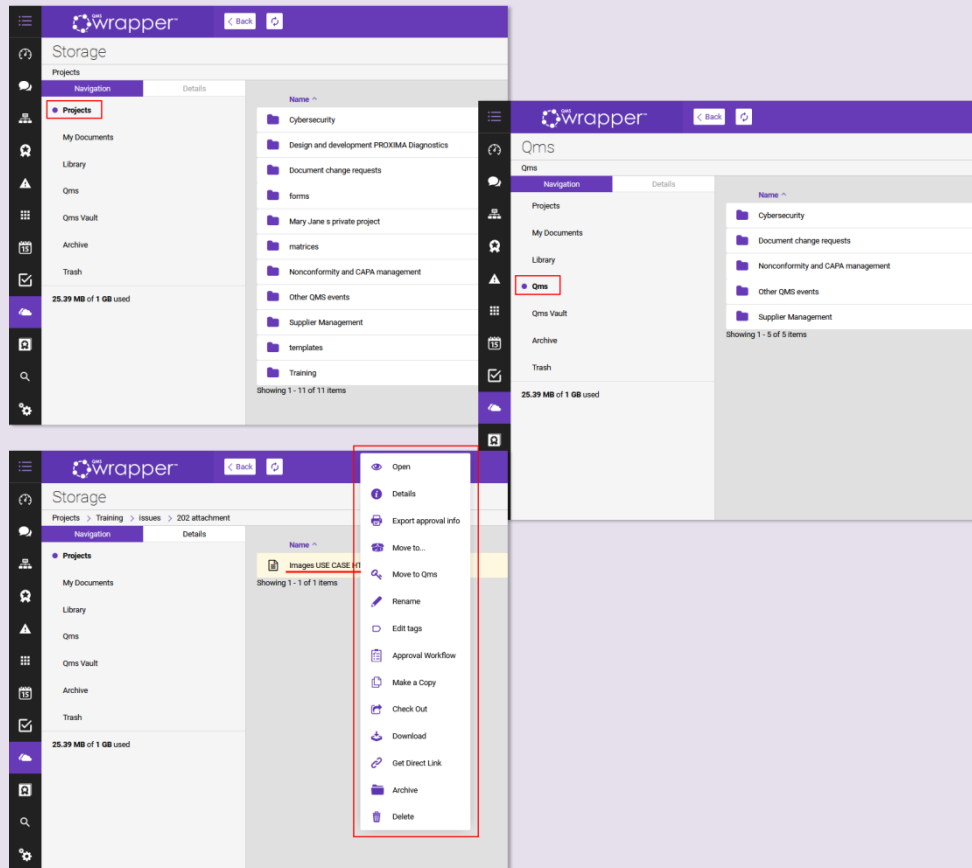 QMS
Wrapper™
< Back
Storage
Projects
Navigation Details
Projects
My Documents
Library
Qms
Qms Vault
Archive
Trash
25.39 MB of 1 GB used
Name
Cybersecurity
Design and development PROXIMA Diagnostics
Document change requests
forms
Mary Jane s private project
matrices
Nonconformity and CAPA management
Other QMS events
Supplier Management
templates
Training
Showing 1 - 11 of 11 items
15
QMS
Wrapper™
< Back
Qms
Qms
Navigation Details
Projects
My Documents
Library
Qms
Qms Vault
Archive
Trash
25.39 MB of 1 GB used
Name
Cybersecurity
Document change requests
Nonconformity and CAPA management
Other QMS events
Supplier Management
Showing 1 - 5 of 5 items
15
QMS
Wrapper™
< Back
Storage
Projects > Training > issues > 202 attachment
Navigation Details
Projects
My Documents
Library
Qms
Qms Vault
Archive
Trash
25.39 MB of 1 GB used
Name
Images USE CASE HT
Showing 1 - 1 of 1 items
15
Open
Details
Export approval info
Move to...
Move to Qms
Rename
Edit tags
Approval Workflow
Make a Copy
Check Out
Download
Get Direct Link
Archive
Delete